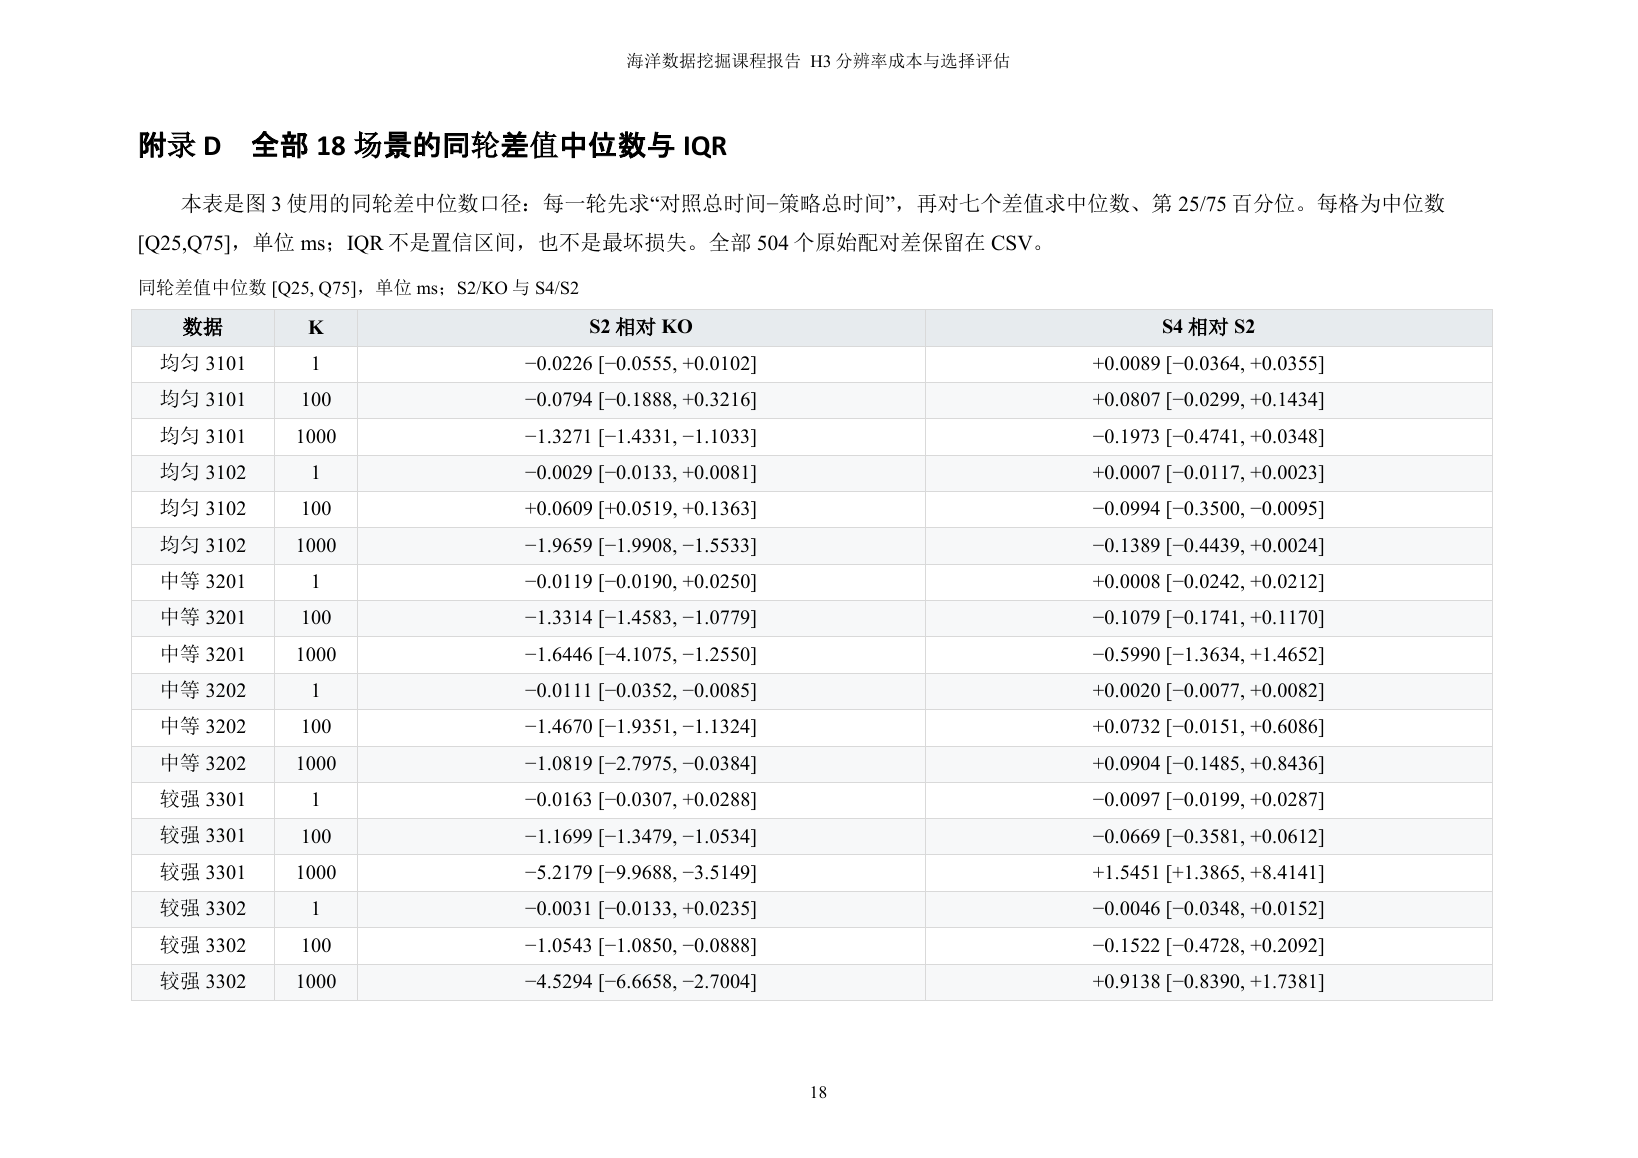 海洋数据挖掘课程报告 H3 分辨率成本与选择评估
附录 D 全部 18 场景的同轮差值中位数与 IQR
本表是图 3 使用的同轮差中位数口径：每一轮先求“对照总时间−策略总时间”，再对七个差值求中位数、第 25/75 百分位。每格为中位数
[Q25,Q75]，单位 ms；IQR 不是置信区间，也不是最坏损失。全部 504 个原始配对差保留在 CSV。
同轮差值中位数 [Q25, Q75]，单位 ms；S2/KO 与 S4/S2
数据 K S2 相对 KO S4 相对 S2
均匀 3101 1 −0.0226 [−0.0555, +0.0102] +0.0089 [−0.0364, +0.0355]
均匀 3101 100 −0.0794 [−0.1888, +0.3216] +0.0807 [−0.0299, +0.1434]
均匀 3101 1000 −1.3271 [−1.4331, −1.1033] −0.1973 [−0.4741, +0.0348]
均匀 3102 1 −0.0029 [−0.0133, +0.0081] +0.0007 [−0.0117, +0.0023]
均匀 3102 100 +0.0609 [+0.0519, +0.1363] −0.0994 [−0.3500, −0.0095]
均匀 3102 1000 −1.9659 [−1.9908, −1.5533] −0.1389 [−0.4439, +0.0024]
中等 3201 1 −0.0119 [−0.0190, +0.0250] +0.0008 [−0.0242, +0.0212]
中等 3201 100 −1.3314 [−1.4583, −1.0779] −0.1079 [−0.1741, +0.1170]
中等 3201 1000 −1.6446 [−4.1075, −1.2550] −0.5990 [−1.3634, +1.4652]
中等 3202 1 −0.0111 [−0.0352, −0.0085] +0.0020 [−0.0077, +0.0082]
中等 3202 100 −1.4670 [−1.9351, −1.1324] +0.0732 [−0.0151, +0.6086]
中等 3202 1000 −1.0819 [−2.7975, −0.0384] +0.0904 [−0.1485, +0.8436]
较强 3301 1 −0.0163 [−0.0307, +0.0288] −0.0097 [−0.0199, +0.0287]
较强 3301 100 −1.1699 [−1.3479, −1.0534] −0.0669 [−0.3581, +0.0612]
较强 3301 1000 −5.2179 [−9.9688, −3.5149] +1.5451 [+1.3865, +8.4141]
较强 3302 1 −0.0031 [−0.0133, +0.0235] −0.0046 [−0.0348, +0.0152]
较强 3302 100 −1.0543 [−1.0850, −0.0888] −0.1522 [−0.4728, +0.2092]
较强 3302 1000 −4.5294 [−6.6658, −2.7004] +0.9138 [−0.8390, +1.7381]
18